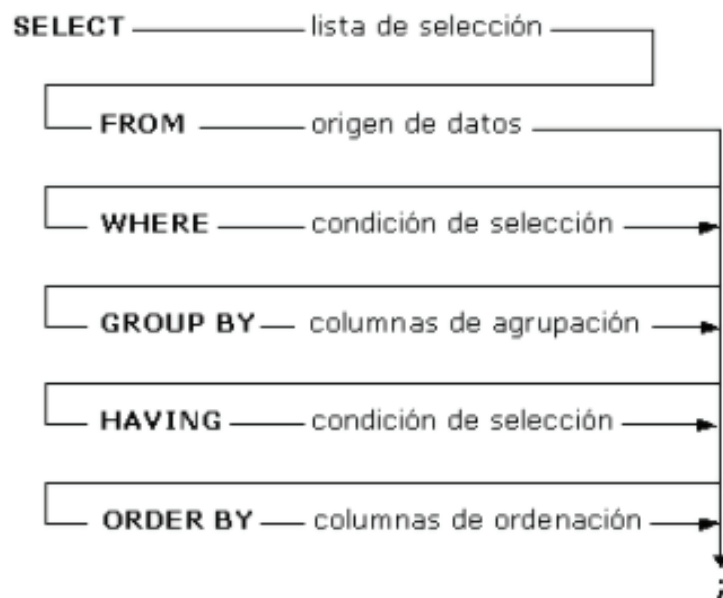 SELECT lista de selección
FROM origen de datos
WHERE condición de selección
GROUP BY columnas de agrupación
HAVING condición de selección
ORDER BY columnas de ordenación
;